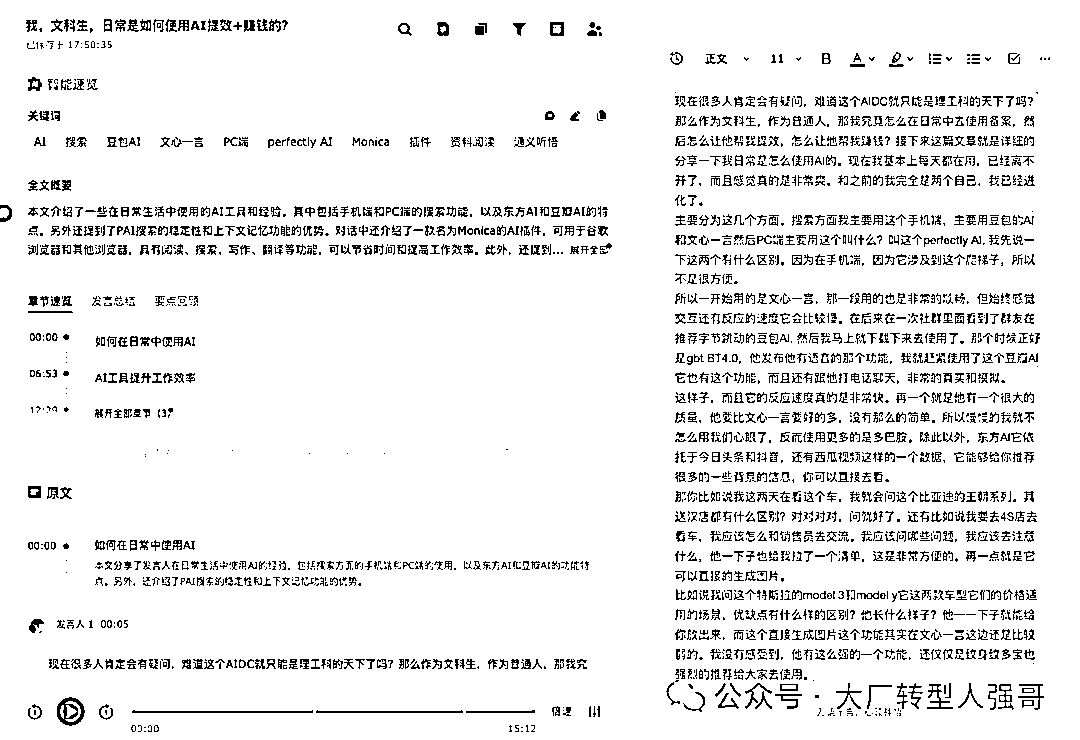 我，文科生，日常是如何使用AI提效+赚钱的？
已保存于 17:50:35
智能速览
关键词
AI 搜索 豆包AI 文心一言 PC端 perfectly AI Monica 插件 资料阅读 通义听悟
全文概要
本文介绍了一些在日常生活中使用的AI工具和经验，其中包括手机端和PC端的搜索功能，以及东方AI和豆瓣AI的特
点。另外还提到了PAI搜索的稳定性和上下文记忆功能的优势。对话中还介绍了一款名为Monica的AI插件，可用于谷歌
浏览器和其他浏览器，具有阅读、搜索、写作、翻译等功能，可以节省时间和提高工作效率。此外，还提到... 展开全部
章节速览 发言总结 要点回顾
00:00 如何在日常中使用AI
06:53 AI工具提升工作效率
12:29 展开全部章节 (3)
原文
00:00 如何在日常中使用AI
本文分享了发言人在日常生活中使用AI的经验，包括搜索方面的手机端和PC端的使用，以及东方AI和豆瓣AI的功能特
点。另外，还介绍了PAI搜索的稳定性和上下文记忆功能的优势。
发言人 1 00:05
现在很多人肯定会有疑问，难道这个AIDC就只能是理工科的天下了吗？那么作为文科生，作为普通人，那我究
00:00
15:12
倍速
正文 11 B A
现在很多人肯定会有疑问，难道这个AIDC就只能是理工科的天下了吗？
那么作为文科生，作为普通人，那我究竟怎么在日常中去使用备案，然
后怎么让他帮我提效，怎么让他帮我赚钱？接下来这篇文章就是详细的
分享一下我日常是怎么使用AI的。现在我基本上每天都在用，已经离不
开了，而且感觉真的是非常爽。和之前的我完全是两个自己，我已经进
化了。
主要分为这几个方面。搜索方面我主要用这个手机端，主要用豆包的AI
和文心一言然后PC端主要用这个叫什么？叫这个perfectly AI, 我先说一
下这两个有什么区别。因为在手机端，因为它涉及到这个爬梯子，所以
不是很方便。
所以一开始用的是文心一言，那一段用的也是非常的欢畅，但始终感觉
交互还有反应的速度它会比较慢。在后来在一次社群里面看到了群友在
推荐字节跳动的豆包AI, 然后我马上就下载下来去使用了。那个时候正好
是gbt BT4.0，他发布他有语音的那个功能，我就赶紧使用了这个豆瓣AI
它也有这个功能，而且还有跟他打电话聊天，非常的真实和模拟。
这样子，而且它的反应速度真的是非常快。再一个就是他有一个很大的
质量，他要比文心一言要好的多，没有那么的简单。所以慢慢的我就不
怎么用我们心眼了，反而使用更多的是多巴胺。除此以外，东方AI它依
托于今日头条和抖音，还有西瓜视频这样的一个数据，它能够给你推荐
很多的一些背景的信息，你可以直接去看。
那你比如说我这两天在看这个车，我就会问这个比亚迪的王朝系列。其
送汉唐都有什么区别？对对对对，问就好了。还有比如说我要去4S店去
看车，我应该怎么和销售员去交流。我应该问哪些问题，我应该去注意
什么，他一下子也给我拉了一个清单，这是非常方便的。再一点就是它
可以直接的生成图片。
比如说我问这个特斯拉的model 3和model y它这两款车型它们的价格适
用的场景，优缺点有什么样的区别？他长什么样子？他一一下子就能给
你放出来，而这个直接生成图片这个功能其实在文心一言这边还是比较
弱的。我没有感受到，他有这么强的一个功能，还仅仅是纹身纹多宝也
强烈的推荐给大家去使用。
公众号 · 大厂转型人强哥